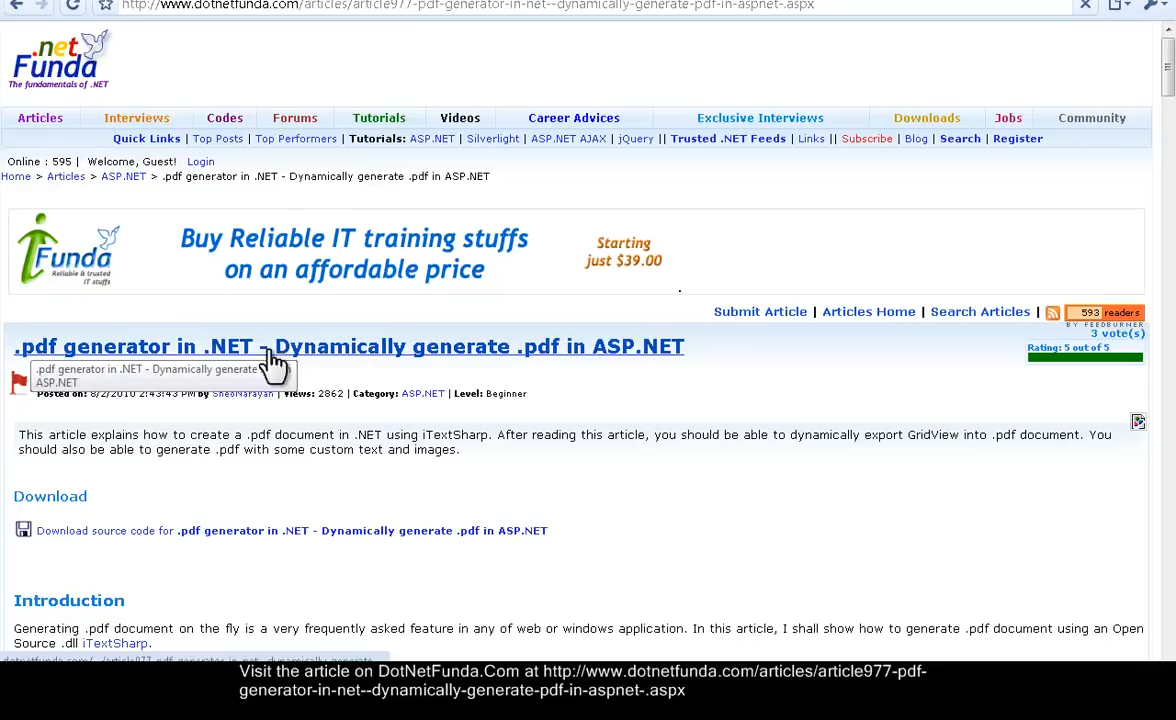 http://www.dotnetfunda.com/articles/article977-pdf-generator-in-net--dynamically-generate-pdf-in-aspnet-.aspx
.net
Funda
The fundamentals of .NET
Articles Interviews Codes Forums Tutorials Videos Career Advices Exclusive Interviews Downloads Jobs Community
Quick Links | Top Posts | Top Performers | Tutorials: ASP.NET | Silverlight | ASP.NET AJAX | jQuery || Trusted .NET Feeds | Links || Subscribe | Blog | Search | Register
Online : 595 | Welcome, Guest! Login
Home > Articles > ASP.NET > .pdf generator in .NET - Dynamically generate .pdf in ASP.NET
iFunda
Reliable & trusted
IT stuffs
Buy Reliable IT training stuffs
on an affordable price
Starting
just $39.00
Submit Article | Articles Home | Search Articles | 593 readers
BY FEEDBURNER
3 vote(s)
.pdf generator in .NET - Dynamically generate .pdf in ASP.NET
Rating: 5 out of 5
.pdf generator in .NET - Dynamically generate
ASP.NET
Posted on: 8/2/2010 2:43:43 PM by SheoNarayan | Views: 2862 | Category: ASP.NET | Level: Beginner
This article explains how to create a .pdf document in .NET using iTextSharp. After reading this article, you should be able to dynamically export GridView into .pdf document. You
should also be able to generate .pdf with some custom text and images.
Download
Download source code for .pdf generator in .NET - Dynamically generate .pdf in ASP.NET
Introduction
Generating .pdf document on the fly is a very frequently asked feature in any of web or windows application. In this article, I shall show how to generate .pdf document using an Open
Source .dll iTextSharp.
Visit the article on DotNetFunda.Com at http://www.dotnetfunda.com/articles/article977-pdf-
generator-in-net--dynamically-generate-pdf-in-aspnet-.aspx